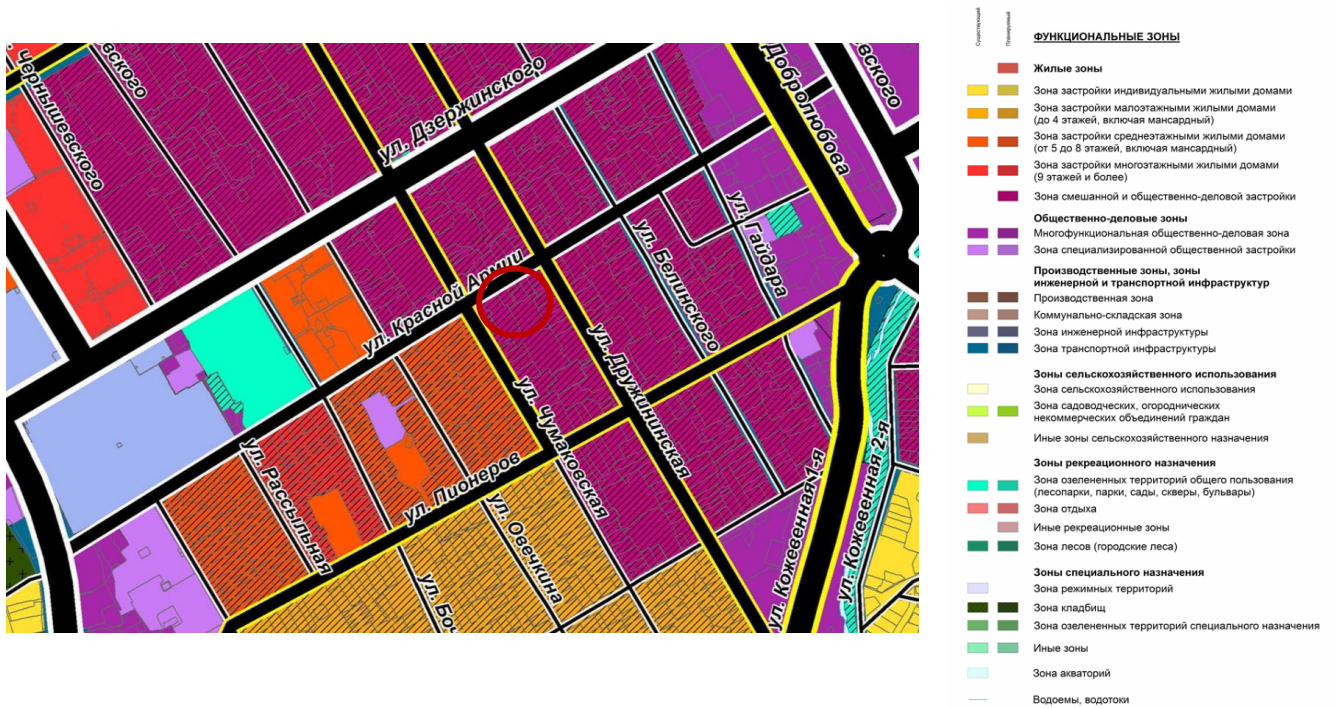 Чернышевского
вского
ул. Дзержинского
Добролюбова
вского
ул. Красной Армии
ул. Гайдара
ул. Белинского
ул. Дружининская
ул. Чумаковская
ул. Пионеров
ул. Рассыльная
ул. Овечкина
ул. Боч
ул. Кожевенная 1-я
ул. Кожевенная 2-я
Существующий
Планируемый
ФУНКЦИОНАЛЬНЫЕ ЗОНЫ
Жилые зоны
Зона застройки индивидуальными жилыми домами
Зона застройки малоэтажными жилыми домами
(до 4 этажей, включая мансардный)
Зона застройки среднеэтажными жилыми домами
(от 5 до 8 этажей, включая мансардный)
Зона застройки многоэтажными жилыми домами
(9 этажей и более)
Зона смешанной и общественно-деловой застройки
Общественно-деловые зоны
Многофункциональная общественно-деловая зона
Зона специализированной общественной застройки
Производственные зоны, зоны
инженерной и транспортной инфраструктур
Производственная зона
Коммунально-складская зона
Зона инженерной инфраструктуры
Зона транспортной инфраструктуры
Зоны сельскохозяйственного использования
Зона сельскохозяйственного использования
Зона садоводческих, огороднических
некоммерческих объединений граждан
Иные зоны сельскохозяйственного назначения
Зоны рекреационного назначения
Зона озелененных территорий общего пользования
(лесопарки, парки, сады, скверы, бульвары)
Зона отдыха
Иные рекреационные зоны
Зона лесов (городские леса)
Зоны специального назначения
Зона режимных территорий
Зона кладбищ
Зона озелененных территорий специального назначения
Иные зоны
Зона акваторий
Водоемы, водотоки